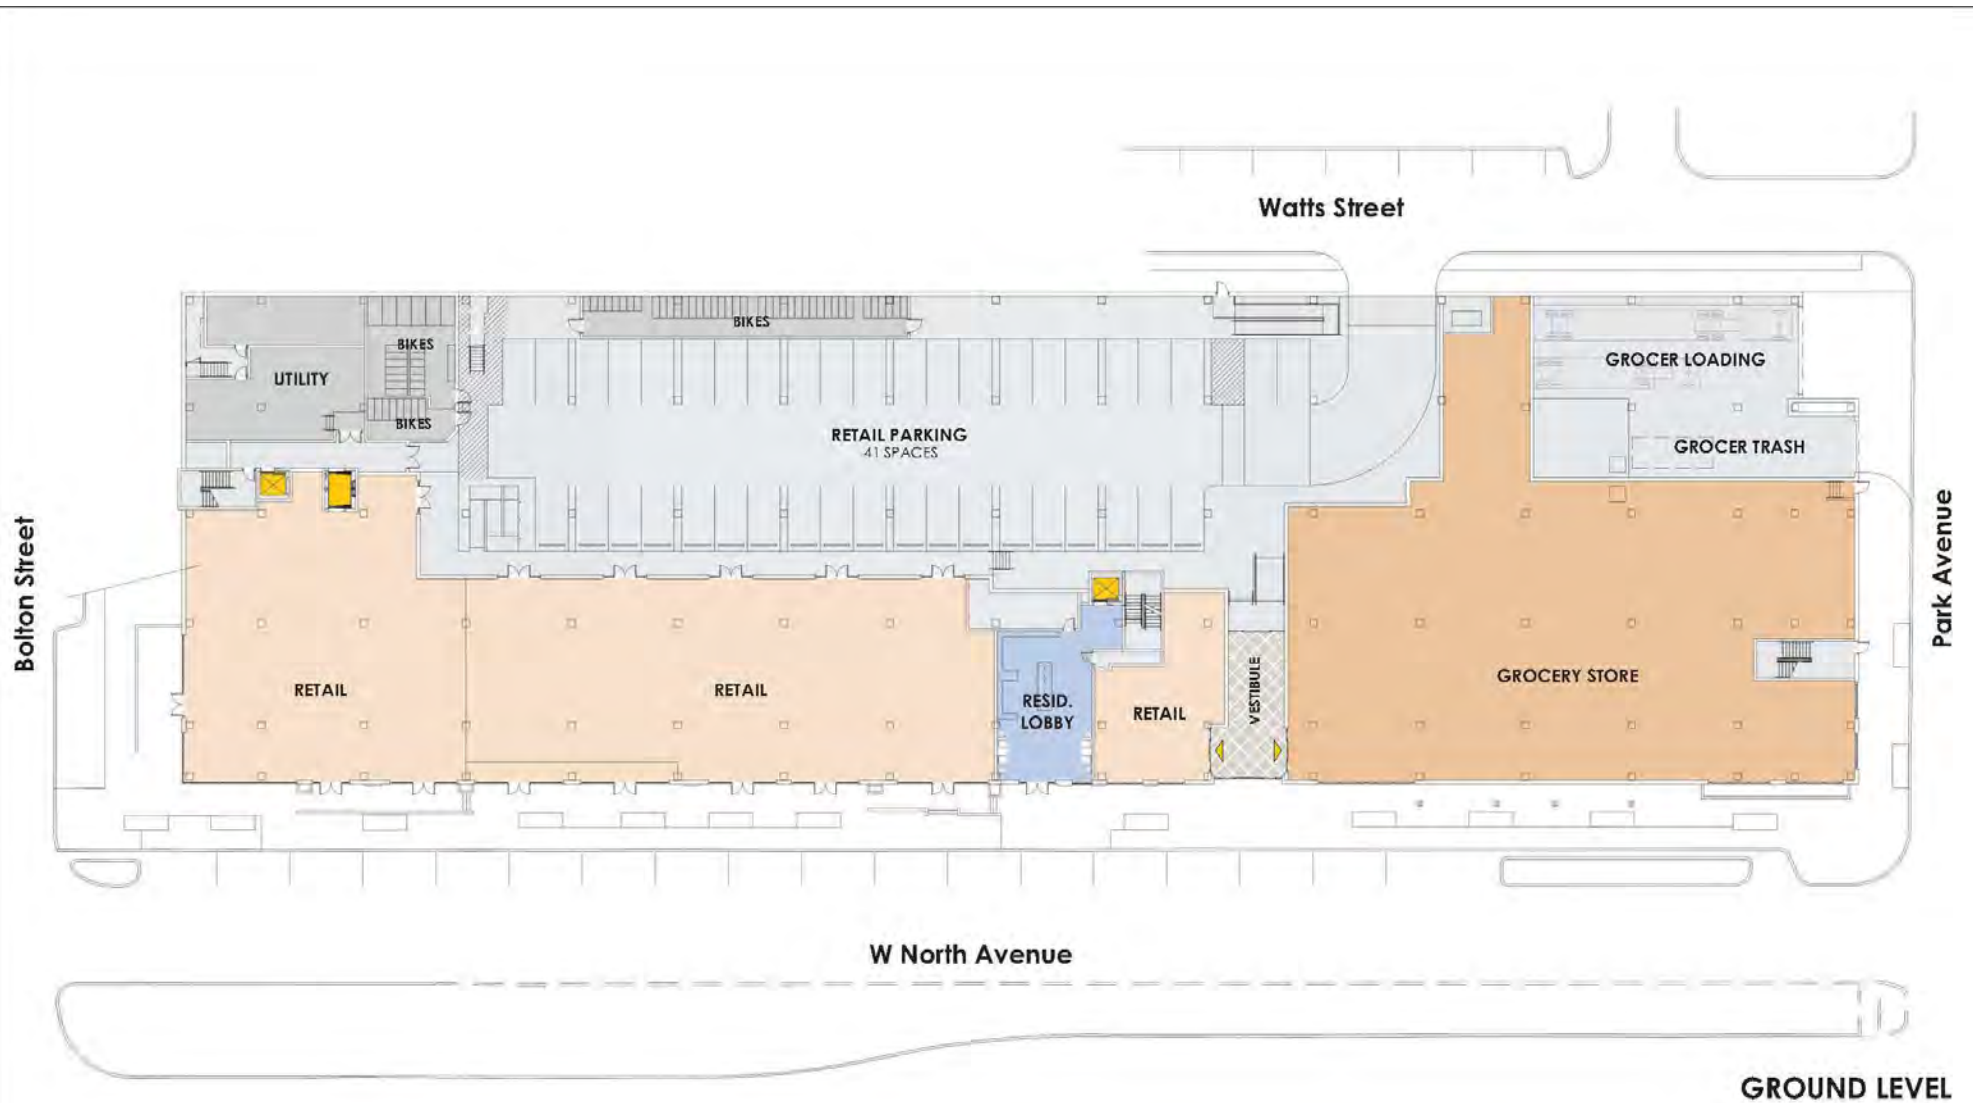 Watts Street
BIKES
BIKES
UTILITY
BIKES
GROCER LOADING
RETAIL PARKING
41 SPACES
GROCER TRASH
Bolton Street
Park Avenue
RETAIL
RETAIL
RESID.
LOBBY
RETAIL
VESTIBULE
GROCERY STORE
W North Avenue
GROUND LEVEL